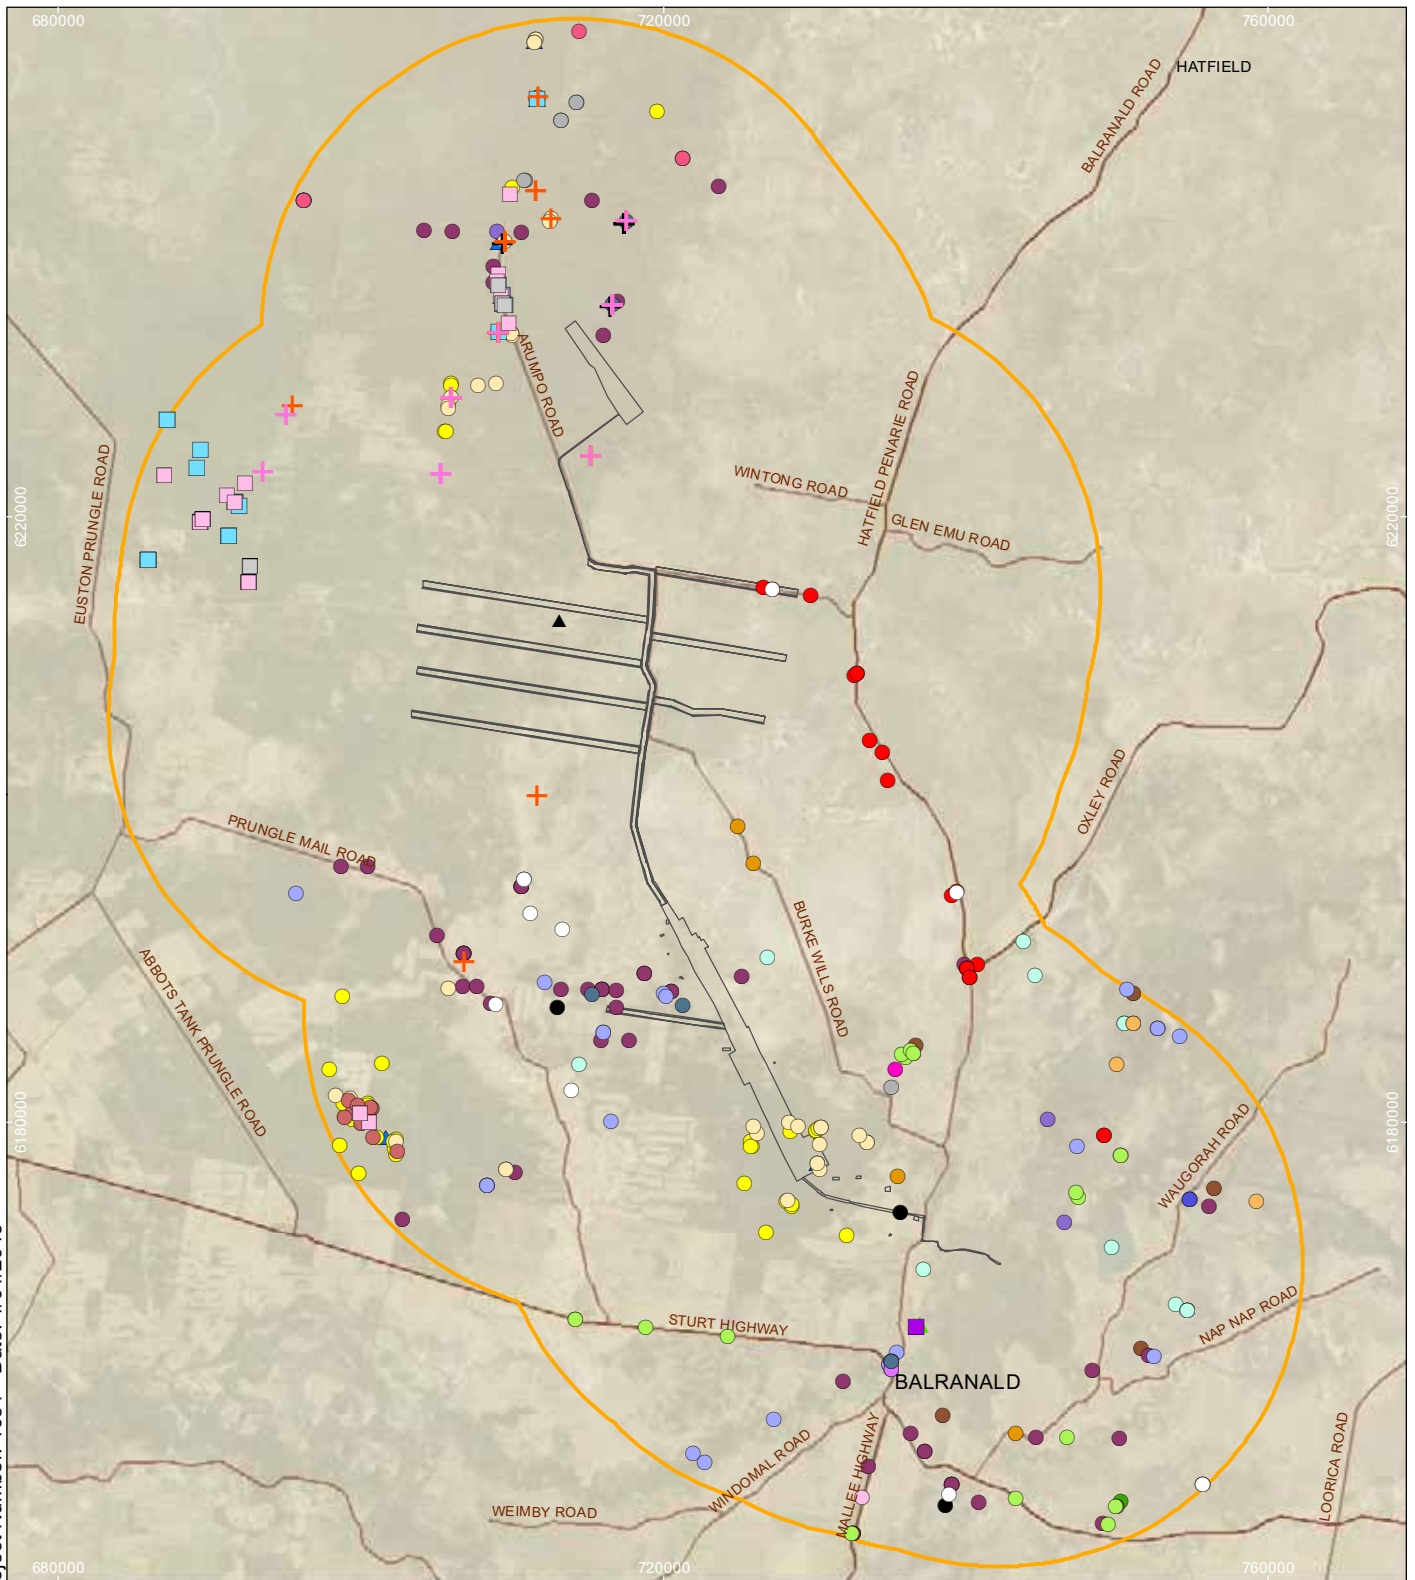 680000
720000
760000
HATFIELD
BALRANALD ROAD
ARUMPO ROAD
HATFIELD PENARIE ROAD
EUSTON PRUNGLE ROAD
WINTONG ROAD
GLEN EMU ROAD
6220000
6220000
OXLEY ROAD
PRUNGLE MAIL ROAD
BURKE WILLS ROAD
ABBOTS TANK PRUNGLE ROAD
6180000
6180000
WAUGORAH ROAD
NAP NAP ROAD
STURT HIGHWAY
BALRANALD
MALLEE HIGHWAY
WINDOMAL ROAD
WEIMBY ROAD
LOORICA ROAD
680000
720000
760000